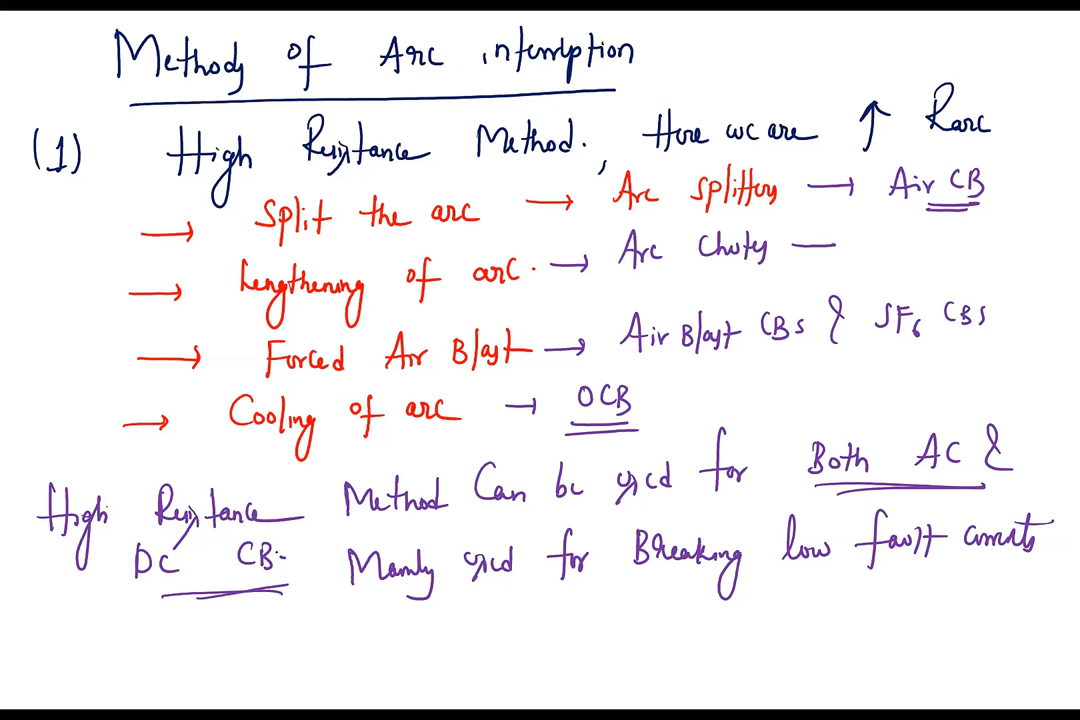 Methods of Arc interruption
(1) High Resistance Method. , Here we are ↑ Rarc
→ Split the arc → Arc Splitters → Air CB
→ Lengthening of arc. → Arc Chutes —
→ Forced Air Blast → Air Blast CBs & SF6 CBs
→ Cooling of arc → OCB
High Resistance Method Can be used for Both AC &
DC CB. Mainly used for Breaking low fault currents